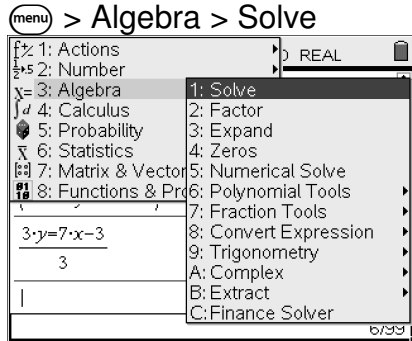 menu > Algebra > Solve
1: Actions
REAL
2: Number
3: Algebra
4: Calculus
5: Probability
6: Statistics
7: Matrix & Vector
8: Functions &
1: Solve
2: Factor
3: Expand
4: Zeros
5: Numerical Solve
6: Polynomial Tools
7: Fraction Tools
8: Convert Expression
9: Trigonometry
A: Complex
B: Extract
C: Finance Solver
3·y=7·x−3
3
6/99